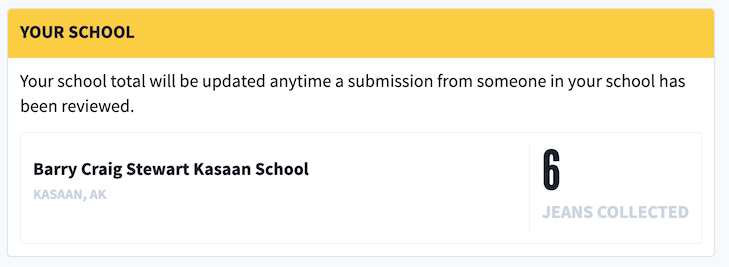 YOUR SCHOOL
Your school total will be updated anytime a submission from someone in your school has
been reviewed.
Barry Craig Stewart Kasaan School
KASAAN, AK
6
JEANS COLLECTED